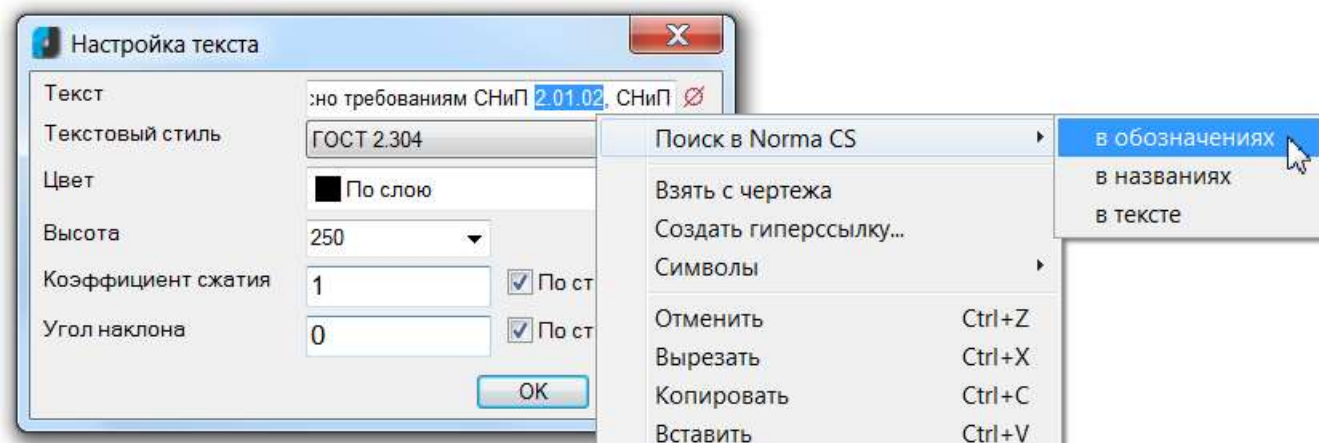 Настройка текста
Текст
:но требованиям СНиП 2.01.02, СНиП
Текстовый стиль
ГОСТ 2.304
Цвет
По слою
Высота
250
Коэффициент сжатия
1
По ст
Угол наклона
0
По ст
OK
Поиск в Norma CS
Взять с чертежа
Создать гиперссылку...
Символы
Отменить Ctrl+Z
Вырезать Ctrl+X
Копировать Ctrl+C
Вставить Ctrl+V
в обозначениях
в названиях
в тексте